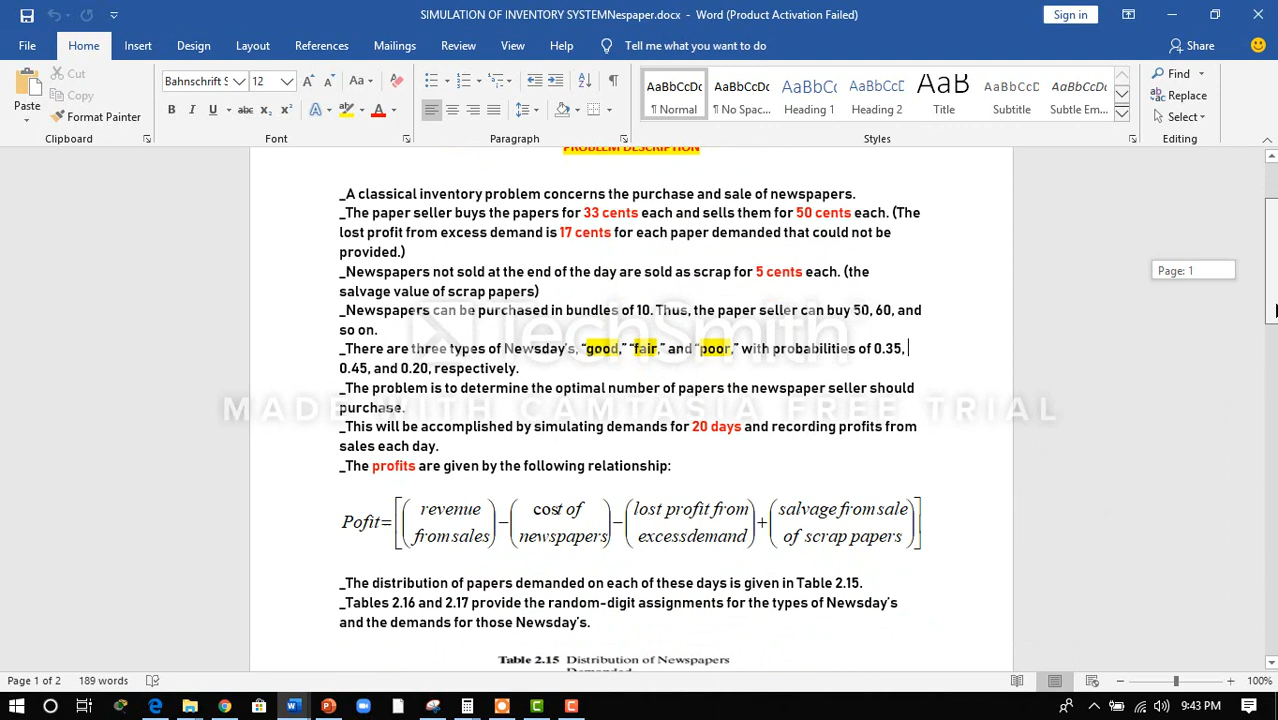 SIMULATION OF INVENTORY SYSTEMNespaper.docx - Word (Product Activation Failed)
Sign in
File Home Insert Design Layout References Mailings Review View Help Tell me what you want to do Share
Paste
Cut
Copy
Format Painter
Clipboard
Bahnschrift S 12
Font
Paragraph
AaBbCcDc AaBbCcDc AaBbCc AaBbCcD AaB AaBbCcD AaBbCcDc
¶ Normal ¶ No Spac... Heading 1 Heading 2 Title Subtitle Subtle Em...
Styles
Find
Replace
Select
Editing
PROBLEM DESCRIPTION
_A classical inventory problem concerns the purchase and sale of newspapers.
_The paper seller buys the papers for 33 cents each and sells them for 50 cents each. (The
lost profit from excess demand is 17 cents for each paper demanded that could not be
provided.)
_Newspapers not sold at the end of the day are sold as scrap for 5 cents each. (the
salvage value of scrap papers)
_Newspapers can be purchased in bundles of 10. Thus, the paper seller can buy 50, 60, and
so on.
_There are three types of Newsday's, "good," "fair," and "poor," with probabilities of 0.35,
0.45, and 0.20, respectively.
_The problem is to determine the optimal number of papers the newspaper seller should
purchase.
_This will be accomplished by simulating demands for 20 days and recording profits from
sales each day.
_The profits are given by the following relationship:
Pofit=[(revenue from sales) − (cost of newspapers) − (lost profit from excess demand) + (salvage from sale of scrap papers)]
_The distribution of papers demanded on each of these days is given in Table 2.15.
_Tables 2.16 and 2.17 provide the random-digit assignments for the types of Newsday's
and the demands for those Newsday's.
Table 2.15 Distribution of Newspapers
Page: 1
TechSmith
MADE WITH CAMTASIA FREE TRIAL
Page 1 of 2 189 words 100%
9:43 PM